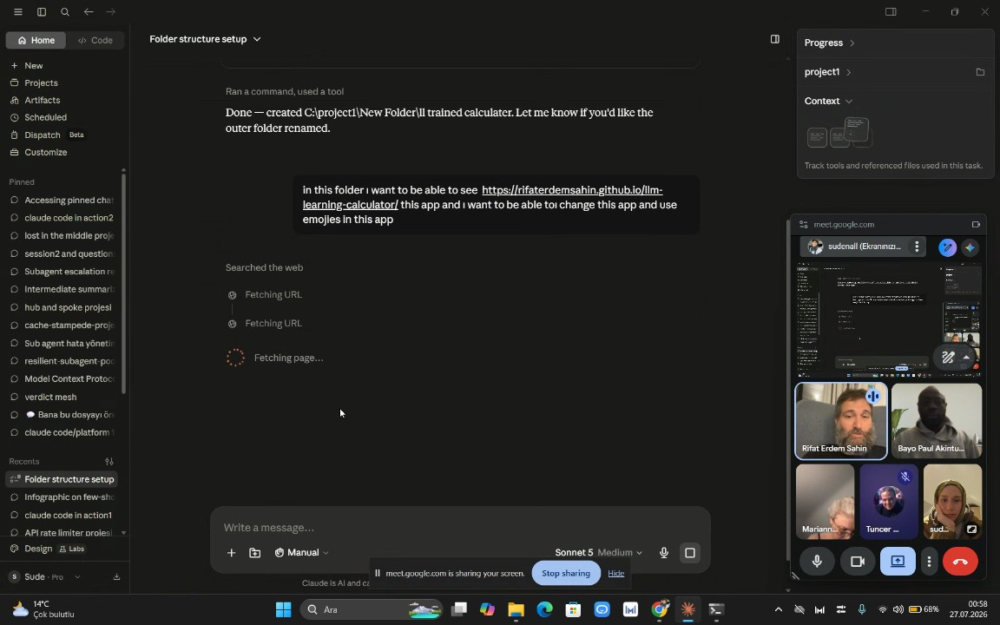 Home
Code
New
Projects
Artifacts
Scheduled
Dispatch Beta
Customize
Pinned
Accessing pinned chat
claude code in action2
lost in the middle proje
session2 and question
Subagent escalation re
Intermediate summari
hub and spoke projesi
cache-stampede-proje
Sub agent hata yöneti
resilient-subagent-poo
Model Context Protoc
verdict mesh
💬 Bana bu dosyayı ön
claude code/platform 1
Recents
Folder structure setup
Infographic on few-sho
claude code in action1
API rate limiter projesi
Design Labs
S Sude · Pro
Folder structure setup
Ran a command, used a tool
Done — created C:\project1\New Folder\ll trained calculater. Let me know if you'd like the
outer folder renamed.
in this folder ı want to be able to see https://rifaterdemsahin.github.io/llm-
learning-calculator/ this app and ı want to be able toı change this app and use
emojies in this app
Searched the web
Fetching URL
Fetching URL
Fetching page...
Write a message...
Manual
Sonnet 5 Medium
Claude is AI and ca
meet.google.com is sharing your screen.
Stop sharing
Hide
Progress
project1
Context
Track tools and referenced files used in this task.
meet.google.com
sudenall (Ekranınızı...
Rifat Erdem Sahin
Bayo Paul Akintu...
Mariann...
Tuncer ...
sud...
14°C
Çok bulutlu
Ara
68%
00:58
27.07.2026